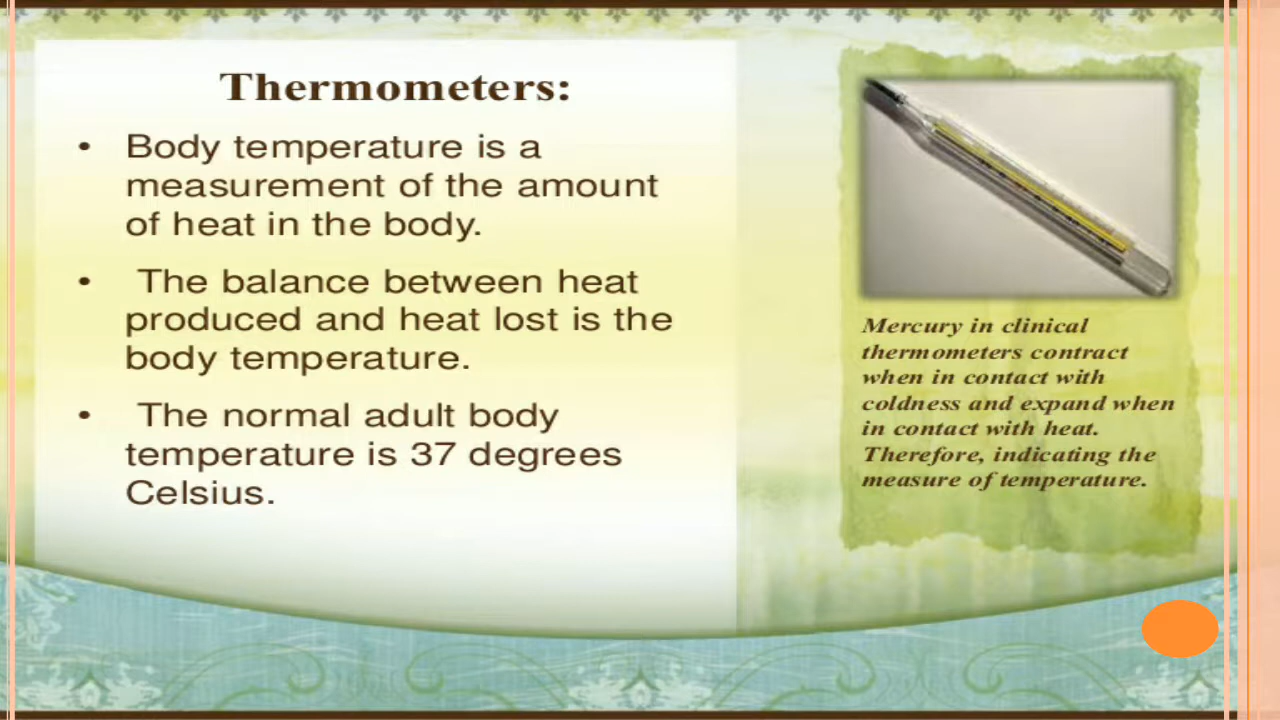 Thermometers:
• Body temperature is a
measurement of the amount
of heat in the body.
• The balance between heat
produced and heat lost is the
body temperature.
• The normal adult body
temperature is 37 degrees
Celsius.
Mercury in clinical
thermometers contract
when in contact with
coldness and expand when
in contact with heat.
Therefore, indicating the
measure of temperature.